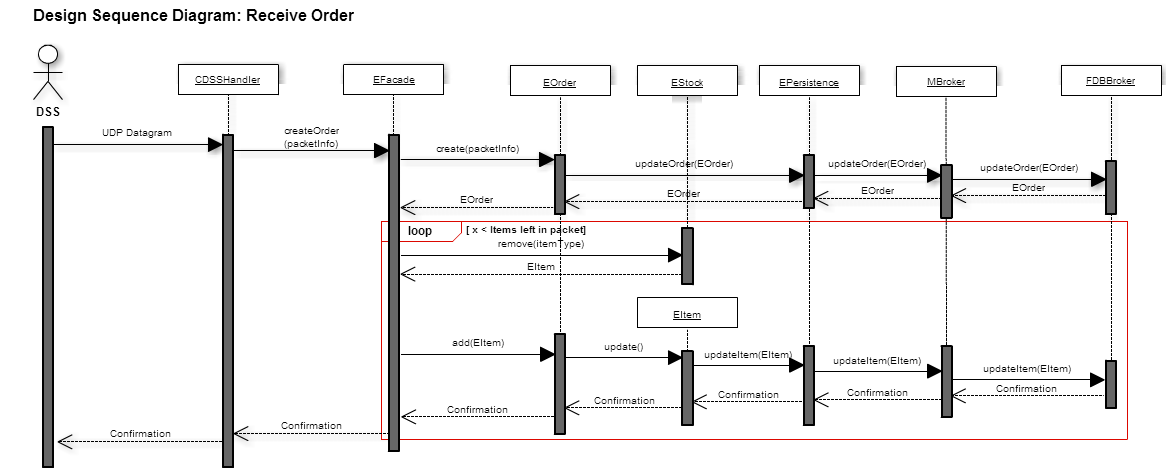 Design Sequence Diagram: Receive Order
DSS
CDSSHandler
EFacade
EOrder
EStock
EPersistence
MBroker
FDBBroker
UDP Datagram
createOrder
(packetInfo)
create(packetInfo)
updateOrder(EOrder)
updateOrder(EOrder)
updateOrder(EOrder)
EOrder
EOrder
EOrder
EOrder
loop
[ x < Items left in packet]
remove(itemType)
EItem
EItem
add(EItem)
update()
updateItem(EItem)
updateItem(EItem)
updateItem(EItem)
Confirmation
Confirmation
Confirmation
Confirmation
Confirmation
Confirmation
Confirmation